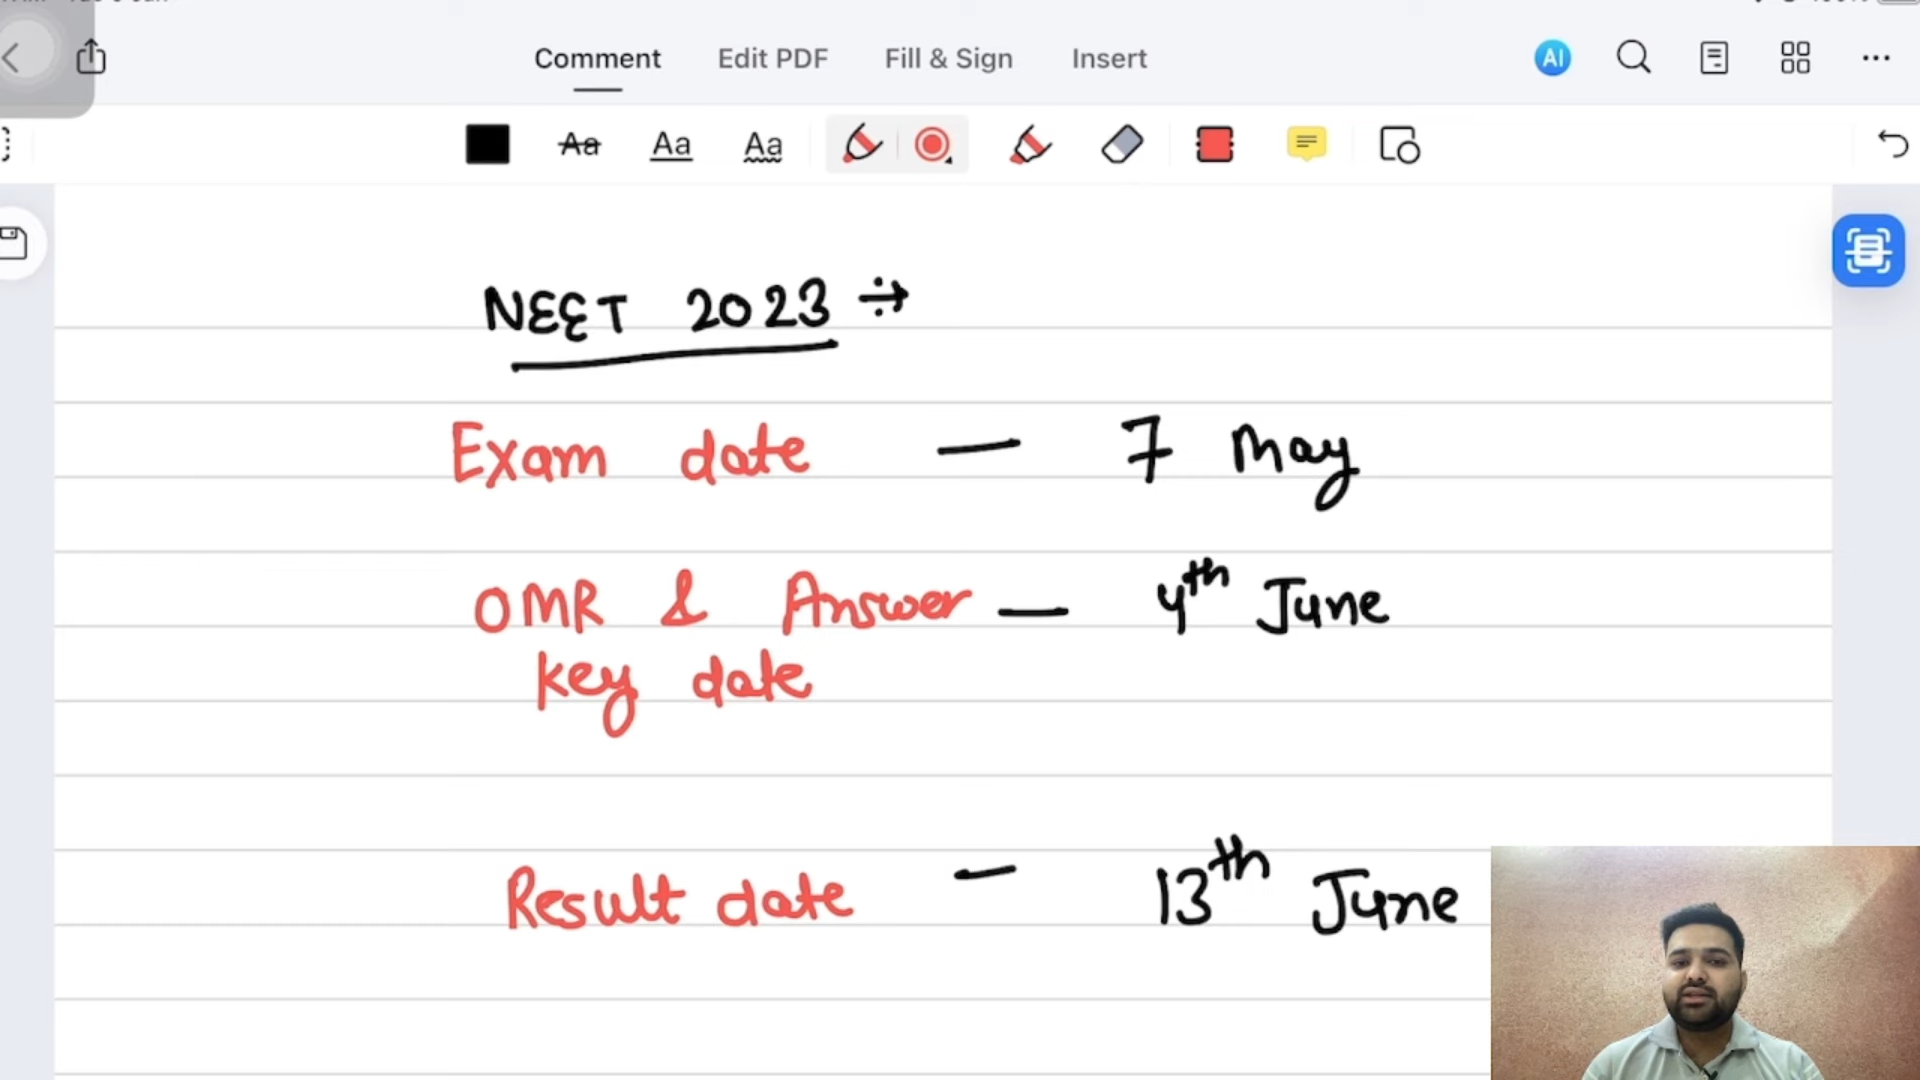 Comment Edit PDF Fill & Sign Insert AI
Aa Aa Aa
NEET 2023 →
Exam date — 7 May
OMR & Answer — 4th June
key date
Result date — 13th June